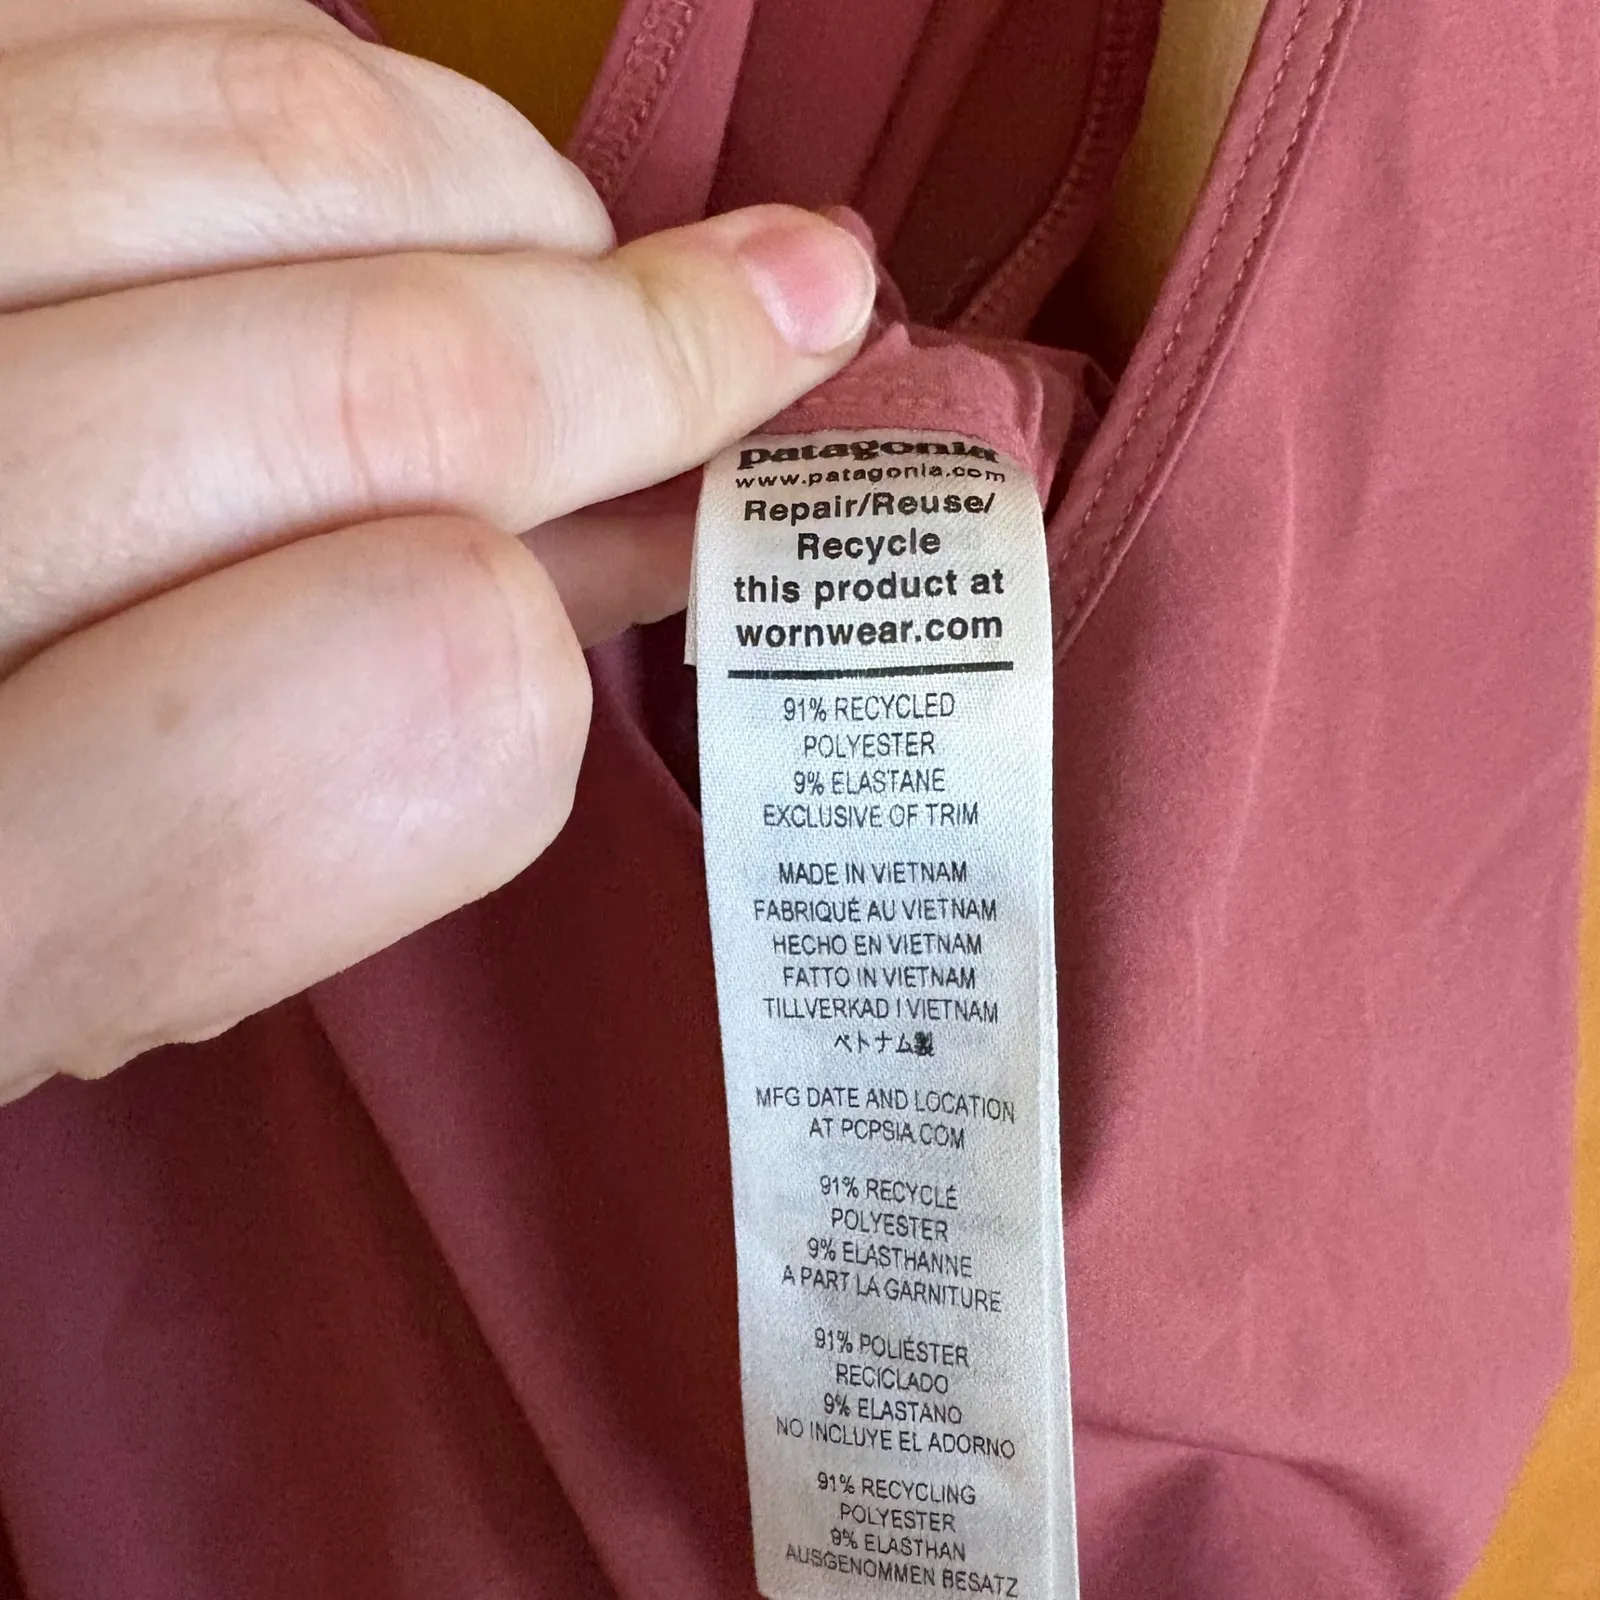 patagonia
www.patagonia.com
Repair/Reuse/
Recycle
this product at
wornwear.com
91% RECYCLED
POLYESTER
9% ELASTANE
EXCLUSIVE OF TRIM
MADE IN VIETNAM
FABRIQUÉ AU VIETNAM
HECHO EN VIETNAM
FATTO IN VIETNAM
TILLVERKAD I VIETNAM
ベトナム製
MFG DATE AND LOCATION
AT PCPSIA.COM
91% RECYCLÉ
POLYESTER
9% ELASTHANNE
A PART LA GARNITURE
91% POLIÉSTER
RECICLADO
9% ELASTANO
NO INCLUYE EL ADORNO
91% RECYCLING
POLYESTER
9% ELASTHAN
AUSGENOMMEN BESATZ